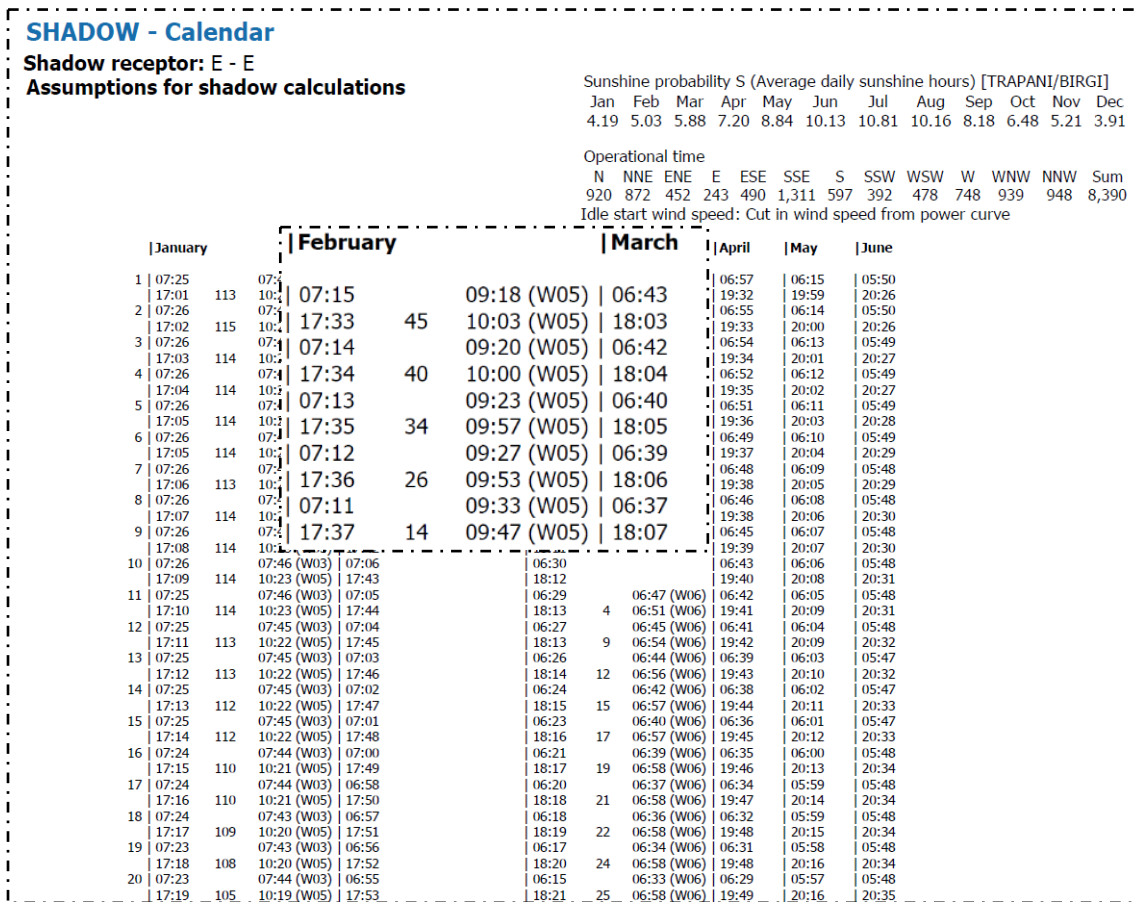 SHADOW - Calendar
Shadow receptor: E - E
Assumptions for shadow calculations
Sunshine probability S (Average daily sunshine hours) [TRAPANI/BIRGI]
Jan Feb Mar Apr May Jun Jul Aug Sep Oct Nov Dec
4.19 5.03 5.88 7.20 8.84 10.13 10.81 10.16 8.18 6.48 5.21 3.91
Operational time
N NNE ENE E ESE SSE S SSW WSW W WNW NNW Sum
920 872 452 243 490 1,311 597 392 478 748 939 948 8,390
Idle start wind speed: Cut in wind speed from power curve
|February |March
| 07:15 09:18 (W05) | 06:43
| 17:33 45 10:03 (W05) | 18:03
| 07:14 09:20 (W05) | 06:42
| 17:34 40 10:00 (W05) | 18:04
| 07:13 09:23 (W05) | 06:40
| 17:35 34 09:57 (W05) | 18:05
| 07:12 09:27 (W05) | 06:39
| 17:36 26 09:53 (W05) | 18:06
| 07:11 09:33 (W05) | 06:37
| 17:37 14 09:47 (W05) | 18:07
|January |April |May |June
1 | 07:25 | 06:57 | 06:15 | 05:50
| 17:01 113 | 19:32 | 19:59 | 20:26
2 | 07:26 | 06:55 | 06:14 | 05:50
| 17:02 115 | 19:33 | 20:00 | 20:26
3 | 07:26 | 06:54 | 06:13 | 05:49
| 17:03 114 | 19:34 | 20:01 | 20:27
4 | 07:26 | 06:52 | 06:12 | 05:49
| 17:04 114 | 19:35 | 20:02 | 20:27
5 | 07:26 | 06:51 | 06:11 | 05:49
| 17:05 114 | 19:36 | 20:03 | 20:28
6 | 07:26 | 06:49 | 06:10 | 05:49
| 17:05 114 | 19:37 | 20:04 | 20:29
7 | 07:26 | 06:48 | 06:09 | 05:48
| 17:06 113 | 19:38 | 20:05 | 20:29
8 | 07:26 | 06:46 | 06:08 | 05:48
| 17:07 114 | 19:38 | 20:06 | 20:30
9 | 07:26 | 06:45 | 06:07 | 05:48
| 17:08 114 | 19:39 | 20:07 | 20:30
10 | 07:26 07:46 (W03) | 07:06 | 06:30 | 06:43 | 06:06 | 05:48
| 17:09 114 10:23 (W05) | 17:43 | 18:12 | 19:40 | 20:08 | 20:31
11 | 07:25 07:46 (W03) | 07:05 | 06:29 06:47 (W06) | 06:42 | 06:05 | 05:48
| 17:10 114 10:23 (W05) | 17:44 | 18:13 4 06:51 (W06) | 19:41 | 20:09 | 20:31
12 | 07:25 07:45 (W03) | 07:04 | 06:27 06:45 (W06) | 06:41 | 06:04 | 05:48
| 17:11 113 10:22 (W05) | 17:45 | 18:13 9 06:54 (W06) | 19:42 | 20:09 | 20:32
13 | 07:25 07:45 (W03) | 07:03 | 06:26 06:44 (W06) | 06:39 | 06:03 | 05:47
| 17:12 113 10:22 (W05) | 17:46 | 18:14 12 06:56 (W06) | 19:43 | 20:10 | 20:32
14 | 07:25 07:45 (W03) | 07:02 | 06:24 06:42 (W06) | 06:38 | 06:02 | 05:47
| 17:13 112 10:22 (W05) | 17:47 | 18:15 15 06:57 (W06) | 19:44 | 20:11 | 20:33
15 | 07:25 07:45 (W03) | 07:01 | 06:23 06:40 (W06) | 06:36 | 06:01 | 05:47
| 17:14 112 10:22 (W05) | 17:48 | 18:16 17 06:57 (W06) | 19:45 | 20:12 | 20:33
16 | 07:24 07:44 (W03) | 07:00 | 06:21 06:39 (W06) | 06:35 | 06:00 | 05:48
| 17:15 110 10:21 (W05) | 17:49 | 18:17 19 06:58 (W06) | 19:46 | 20:13 | 20:34
17 | 07:24 07:44 (W03) | 06:58 | 06:20 06:37 (W06) | 06:34 | 05:59 | 05:48
| 17:16 110 10:21 (W05) | 17:50 | 18:18 21 06:58 (W06) | 19:47 | 20:14 | 20:34
18 | 07:24 07:43 (W03) | 06:57 | 06:18 06:36 (W06) | 06:32 | 05:59 | 05:48
| 17:17 109 10:20 (W05) | 17:51 | 18:19 22 06:58 (W06) | 19:48 | 20:15 | 20:34
19 | 07:23 07:43 (W03) | 06:56 | 06:17 06:34 (W06) | 06:31 | 05:58 | 05:48
| 17:18 108 10:20 (W05) | 17:52 | 18:20 24 06:58 (W06) | 19:48 | 20:16 | 20:34
20 | 07:23 07:44 (W03) | 06:55 | 06:15 06:33 (W06) | 06:29 | 05:57 | 05:48
| 17:19 105 10:19 (W05) | 17:53 | 18:21 25 06:58 (W06) | 19:49 | 20:16 | 20:35